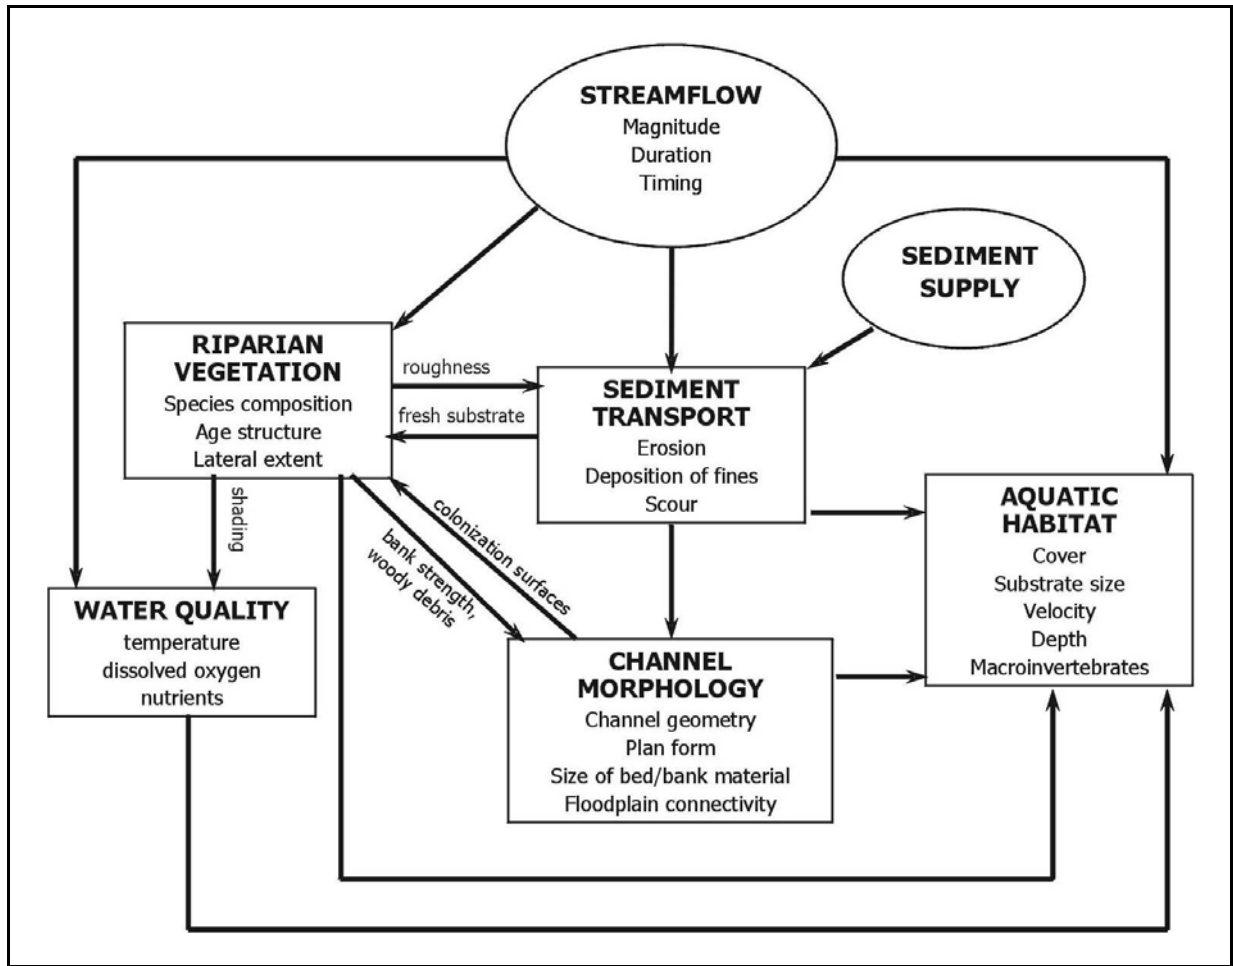 STREAMFLOW
Magnitude
Duration
Timing
SEDIMENT
SUPPLY
RIPARIAN
VEGETATION
Species composition
Age structure
Lateral extent
roughness
fresh substrate
SEDIMENT
TRANSPORT
Erosion
Deposition of fines
Scour
shading
bank strength,
woody debris
colonization surfaces
AQUATIC
HABITAT
Cover
Substrate size
Velocity
Depth
Macroinvertebrates
WATER QUALITY
temperature
dissolved oxygen
nutrients
CHANNEL
MORPHOLOGY
Channel geometry
Plan form
Size of bed/bank material
Floodplain connectivity